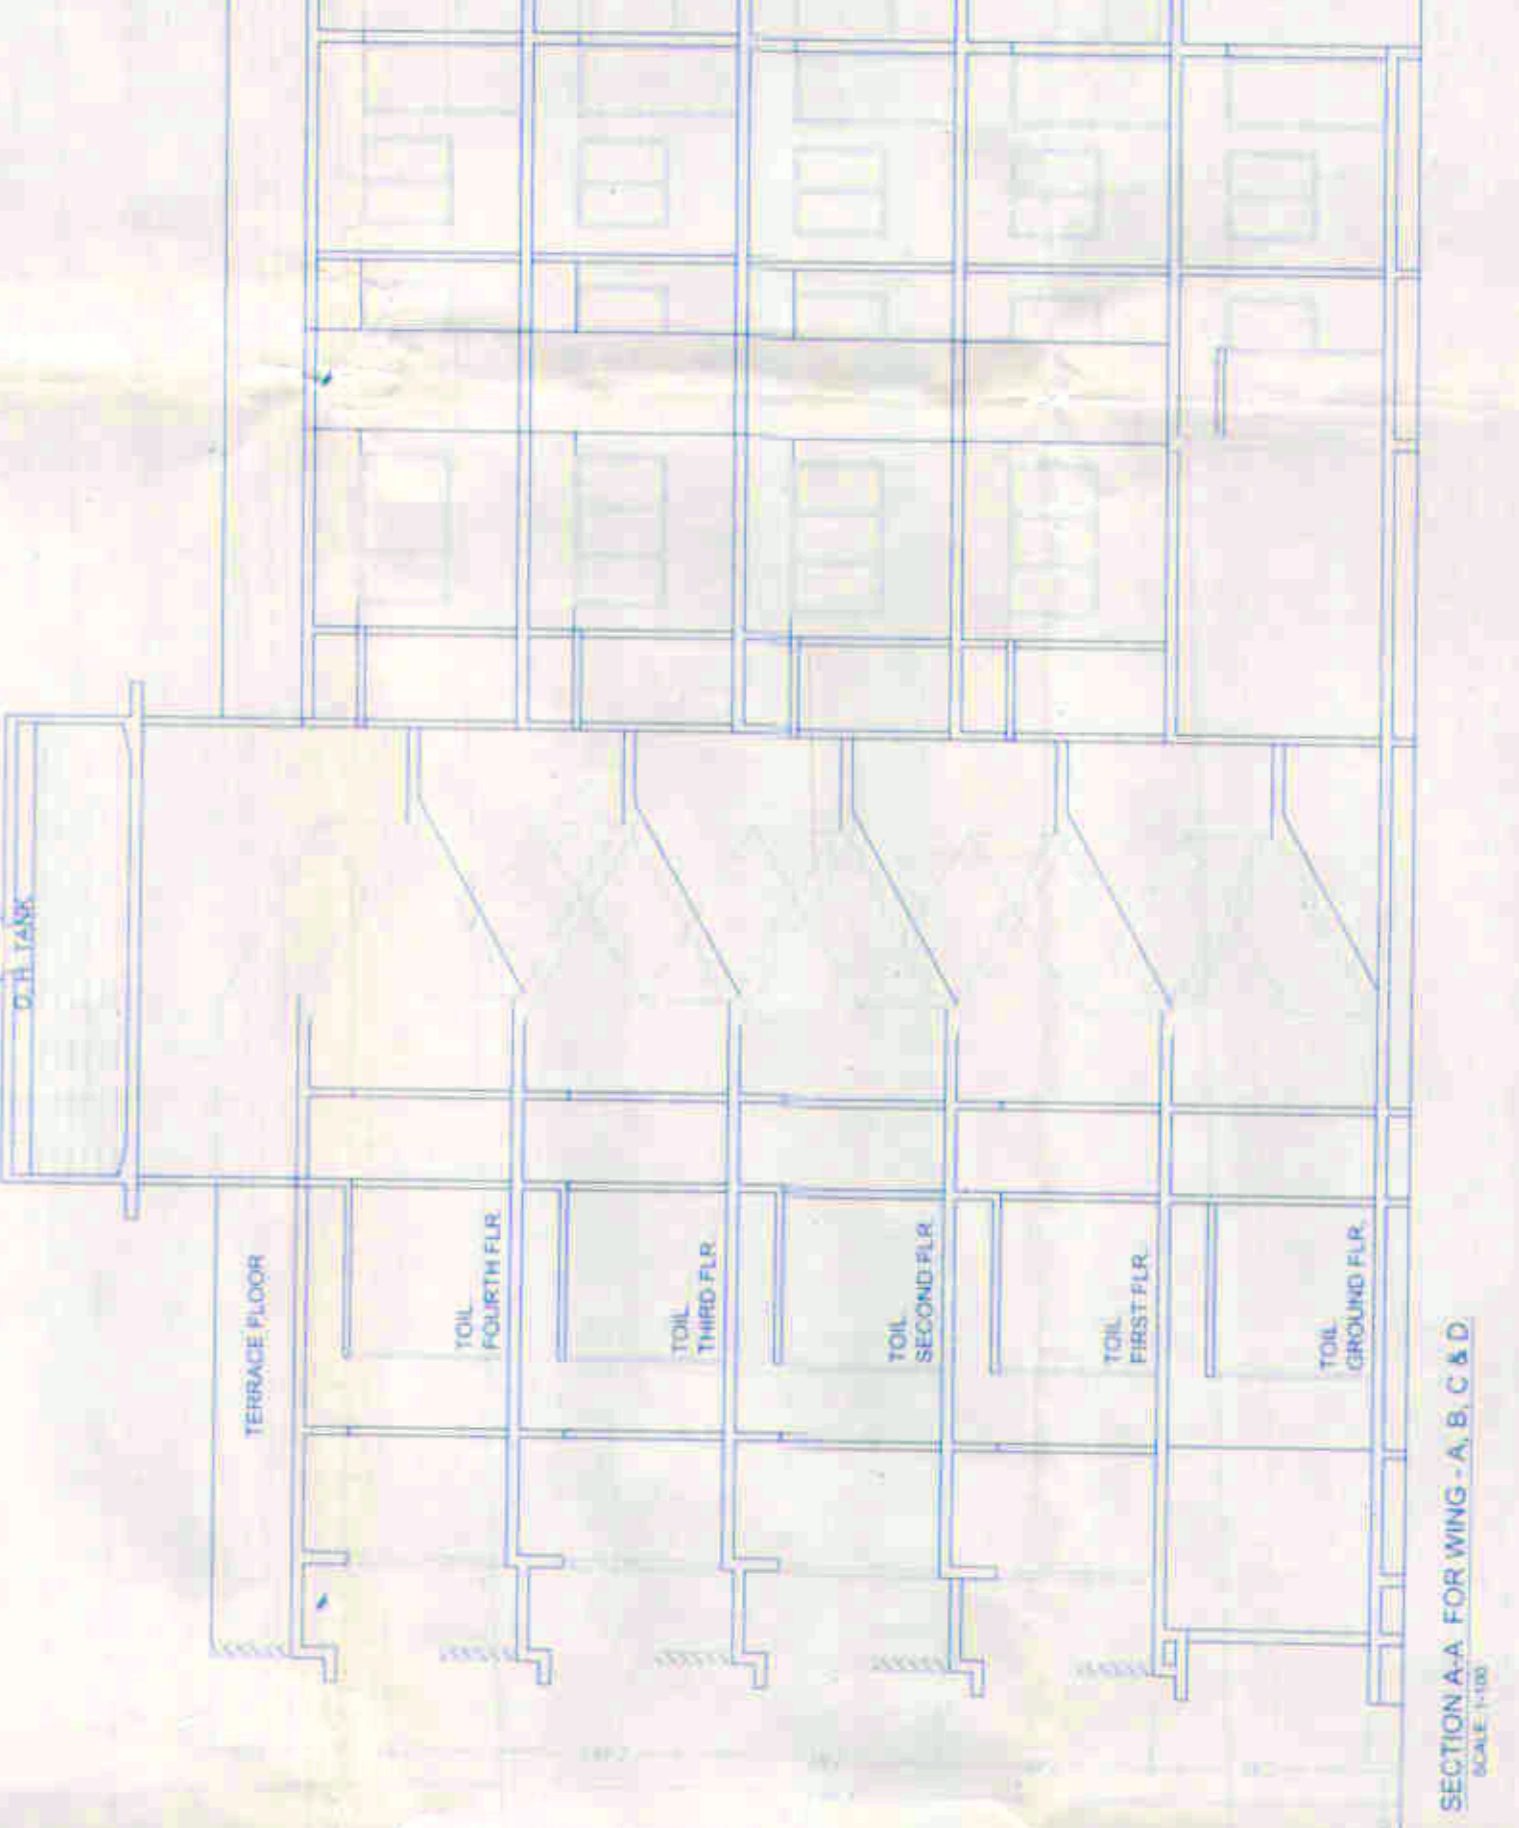 O.H. TANK
TERRACE FLOOR
TOIL.
FOURTH FLR.
TOIL.
THIRD FLR.
TOIL.
SECOND FLR.
TOIL.
FIRST FLR.
TOIL.
GROUND FLR.
SECTION A-A FOR WING - A, B, C & D
SCALE 1-100